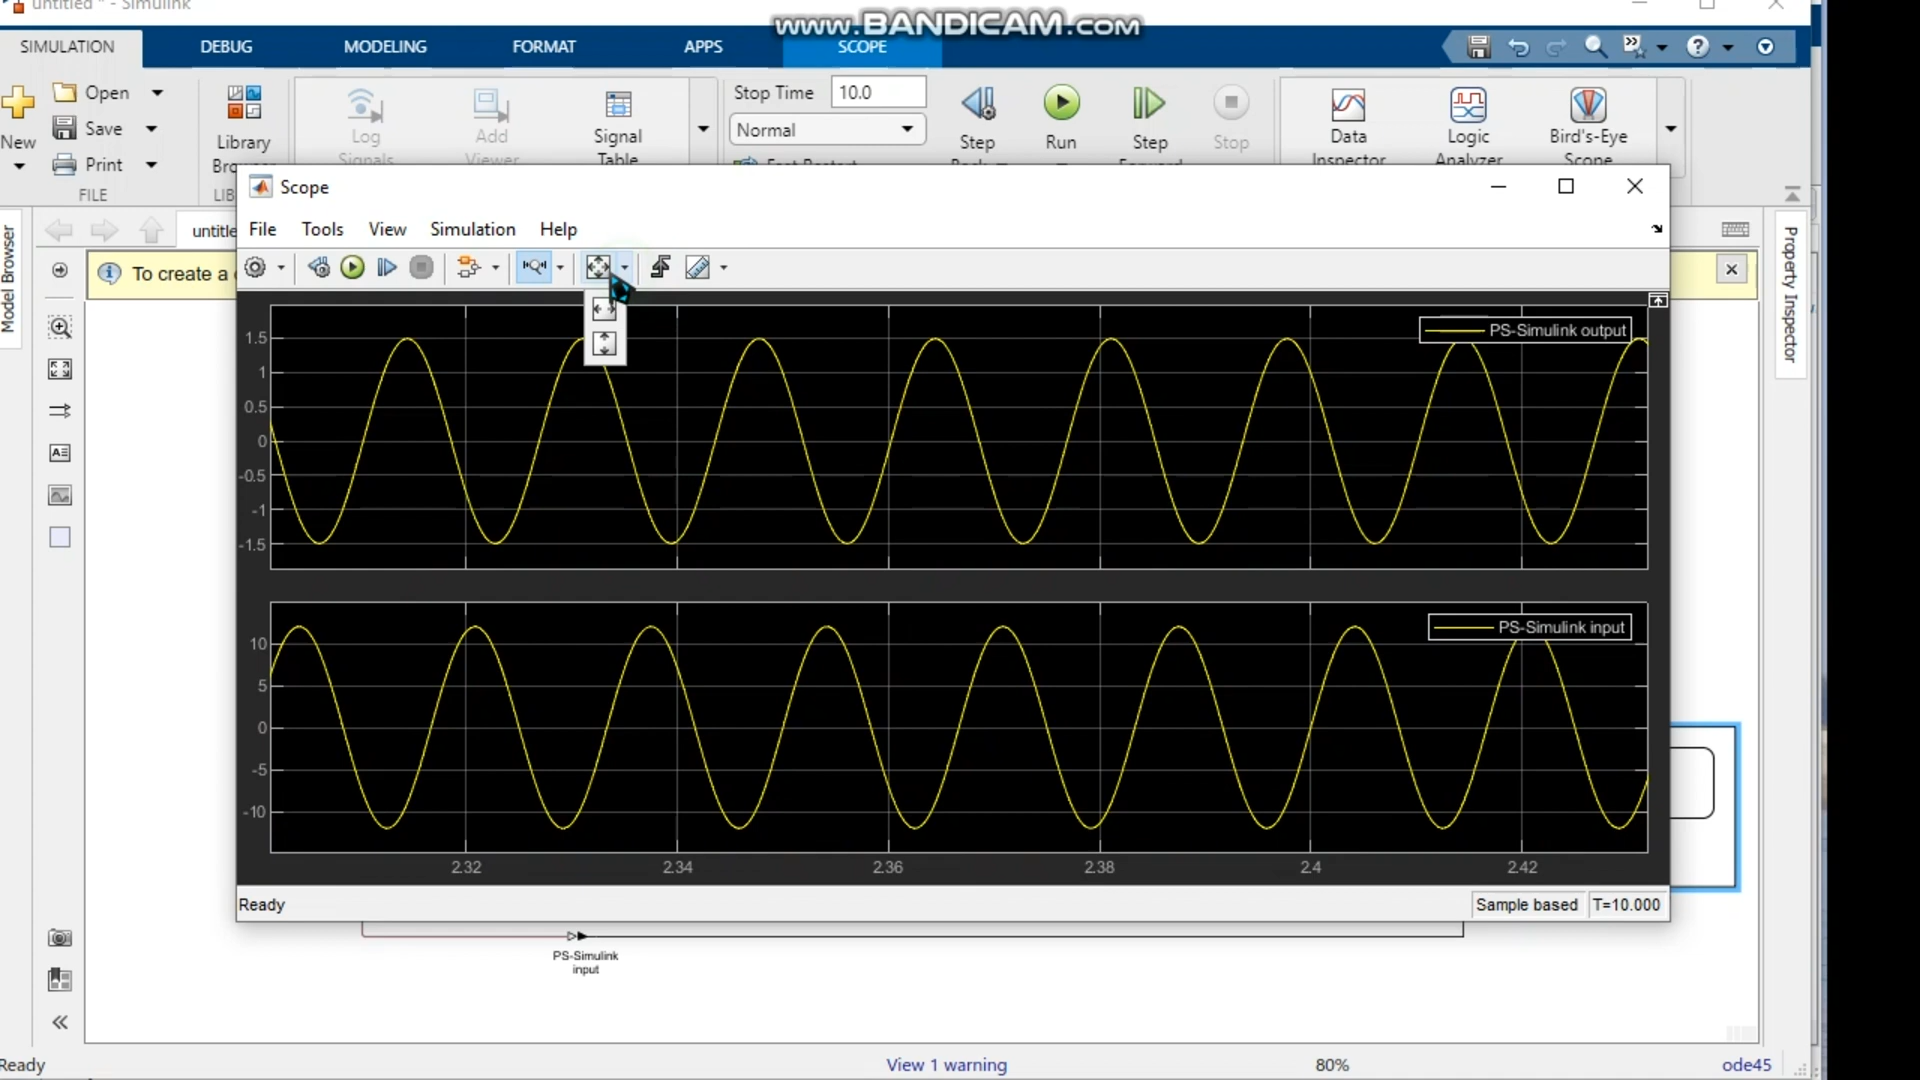 untitled * - Simulink
www.BANDICAM.com
SIMULATION
DEBUG
MODELING
FORMAT
APPS
SCOPE
New
Open
Save
Print
FILE
Library
Log
Add
Signal
Table
Stop Time 10.0
Normal
Fast Restart
Step
Back
Run
Step
Forward
Stop
Data
Inspector
Logic
Analyzer
Bird's-Eye
Scope
Scope
File Tools View Simulation Help
Model Browser
Property Inspector
To create a
PS-Simulink output
1.5
1
0.5
0
-0.5
-1
-1.5
PS-Simulink input
10
5
0
-5
-10
2.32 2.34 2.36 2.38 2.4 2.42
Ready
Sample based T=10.000
PS-Simulink
input
Ready
View 1 warning
80%
ode45